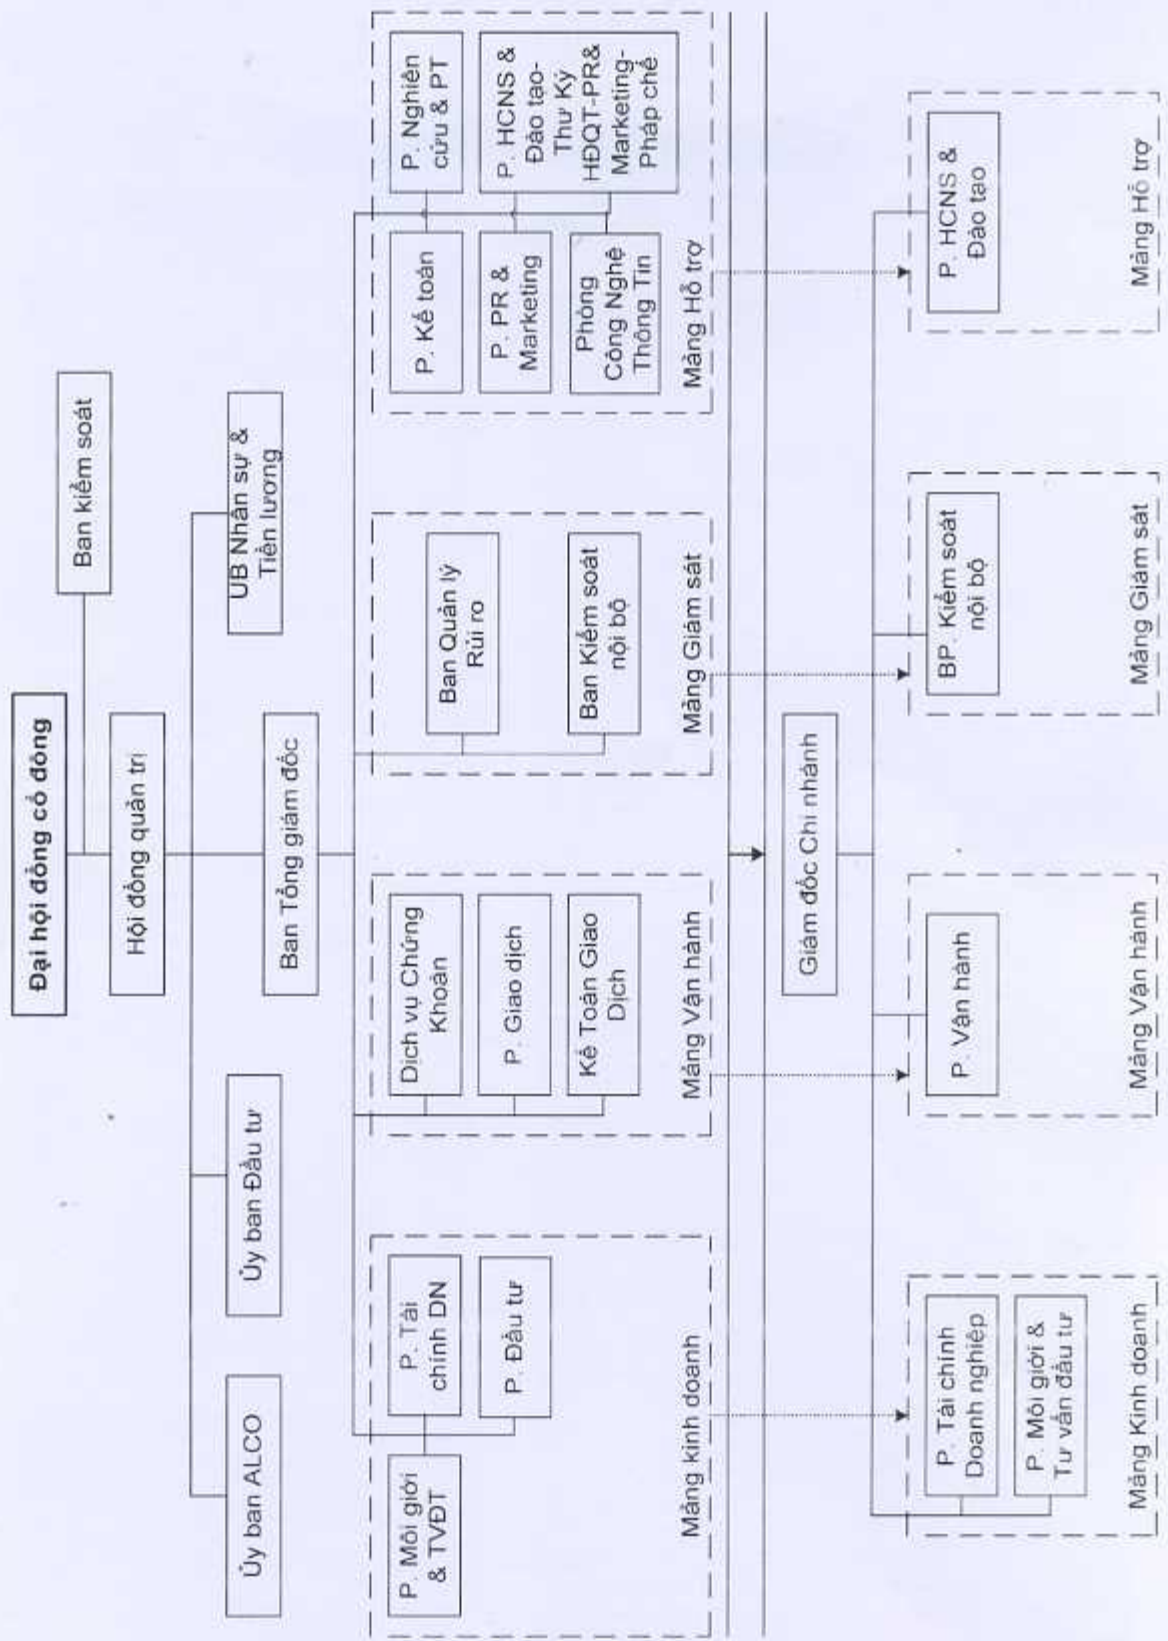 Đại hội đồng cổ đông
Ban kiểm soát
Hội đồng quản trị
Ủy ban ALCO
Ủy ban Đầu tư
UB Nhân sự &
Tiền lương
Ban Tổng giám đốc
P. Môi giới
& TVĐT
P. Tài
chính DN
P. Đầu tư
Mảng kinh doanh
Dịch vụ Chứng
Khoán
P. Giao dịch
Kế Toán Giao
Dịch
Mảng Vận hành
Ban Quản lý
Rủi ro
Ban Kiểm soát
nội bộ
Mảng Giám sát
P. Kế toán
P. Nghiên
cứu & PT
P. PR &
Marketing
P. HCNS &
Đào tạo-
Thư Ký
HĐQT-PR&
Marketing-
Pháp chế
Phòng
Công Nghệ
Thông Tin
Mảng Hỗ trợ
Giám đốc Chi nhánh
P. Tài chính
Doanh nghiệp
P. Môi giới &
Tư vấn đầu tư
Mảng Kinh doanh
P. Vận hành
Mảng Vận hành
BP. Kiểm soát
nội bộ
Mảng Giám sát
P. HCNS &
Đào tạo
Mảng Hỗ trợ